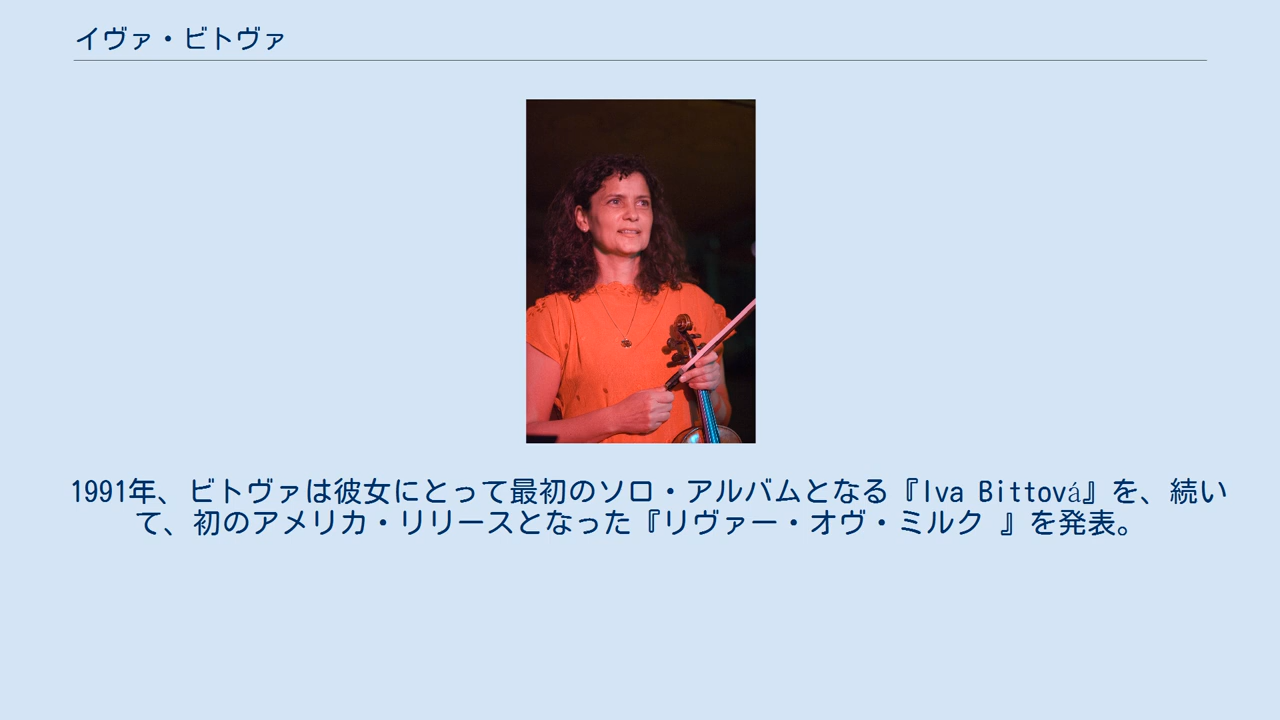 イヴァ・ビトヴァ
1991年、ビトヴァは彼女にとって最初のソロ・アルバムとなる『Iva Bittová』を、続い
て、初のアメリカ・リリースとなった『リヴァー・オヴ・ミルク 』を発表。